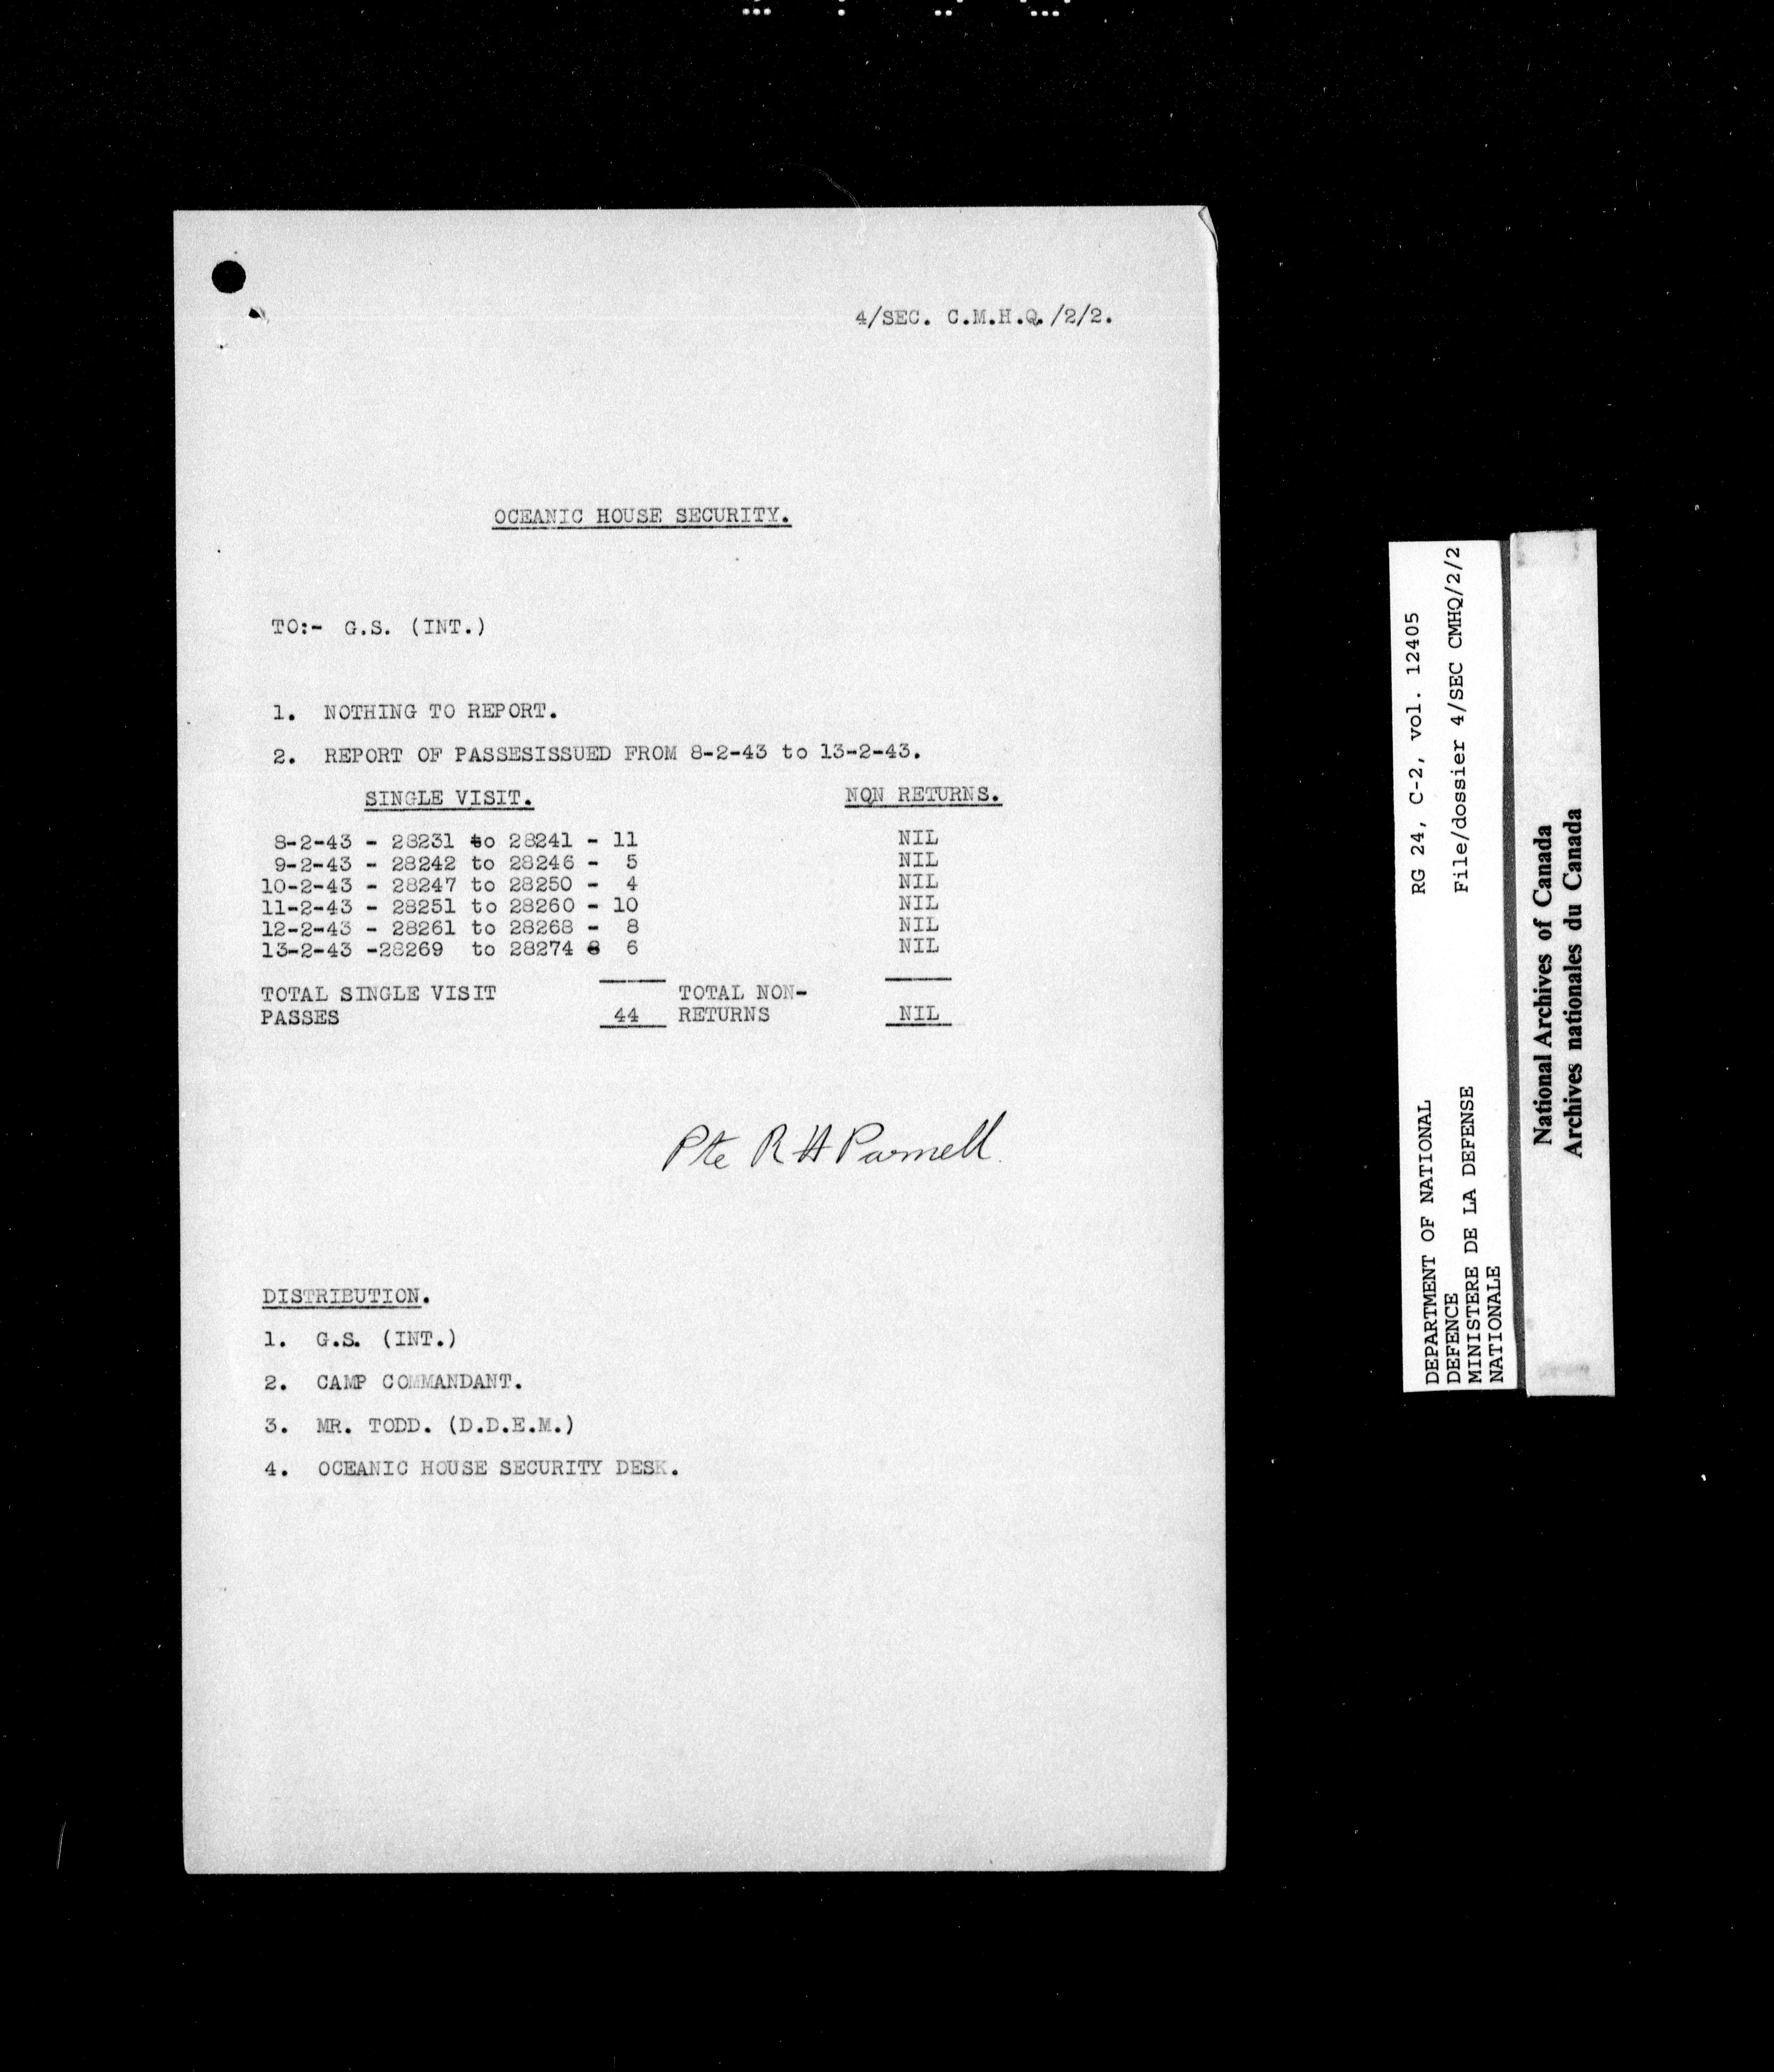 4/SEC. C.M.H.Q./2/2.
OCEANIC HOUSE SECURITY.
TO:- G.S. (INT.)
1. NOTHING TO REPORT.
2. REPORT OF PASSESISSUED FROM 8-2-43 to 13-2-43.
SINGLE VISIT. NON RETURNS.
8-2-43 - 28231 to 28241 - 11 NIL
9-2-43 - 28242 to 28246 - 5 NIL
10-2-43 - 28247 to 28250 - 4 NIL
11-2-43 - 28251 to 28260 - 10 NIL
12-2-43 - 28261 to 28268 - 8 NIL
13-2-43 -28269 to 28274 - 6 NIL
TOTAL SINGLE VISIT TOTAL NON-
PASSES 44 RETURNS NIL
Pte R H Parnell
DISTRIBUTION.
1. G.S. (INT.)
2. CAMP COMMANDANT.
3. MR. TODD. (D.D.E.M.)
4. OCEANIC HOUSE SECURITY DESK.
DEPARTMENT OF NATIONAL RG 24, C-2, vol. 12405
DEFENCE File/dossier 4/SEC CMHQ/2/2
MINISTERE DE LA DEFENSE
NATIONALE
National Archives of Canada
Archives nationales du Canada